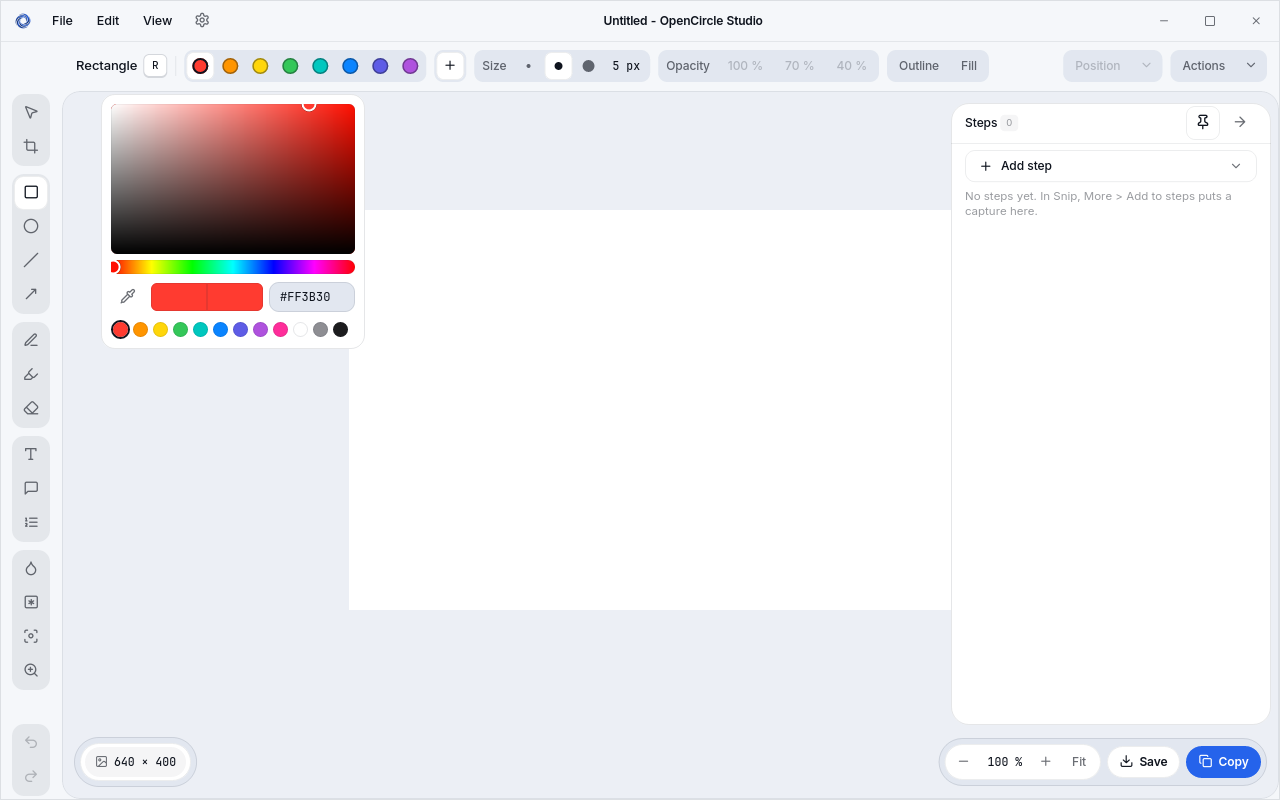 File Edit View
Untitled - OpenCircle Studio
Rectangle R
Size 5 px
Opacity 100 % 70 % 40 %
Outline Fill
Position
Actions
#FF3B30
Steps 0
Add step
No steps yet. In Snip, More > Add to steps puts a
capture here.
640 × 400
100 % Fit
Save
Copy